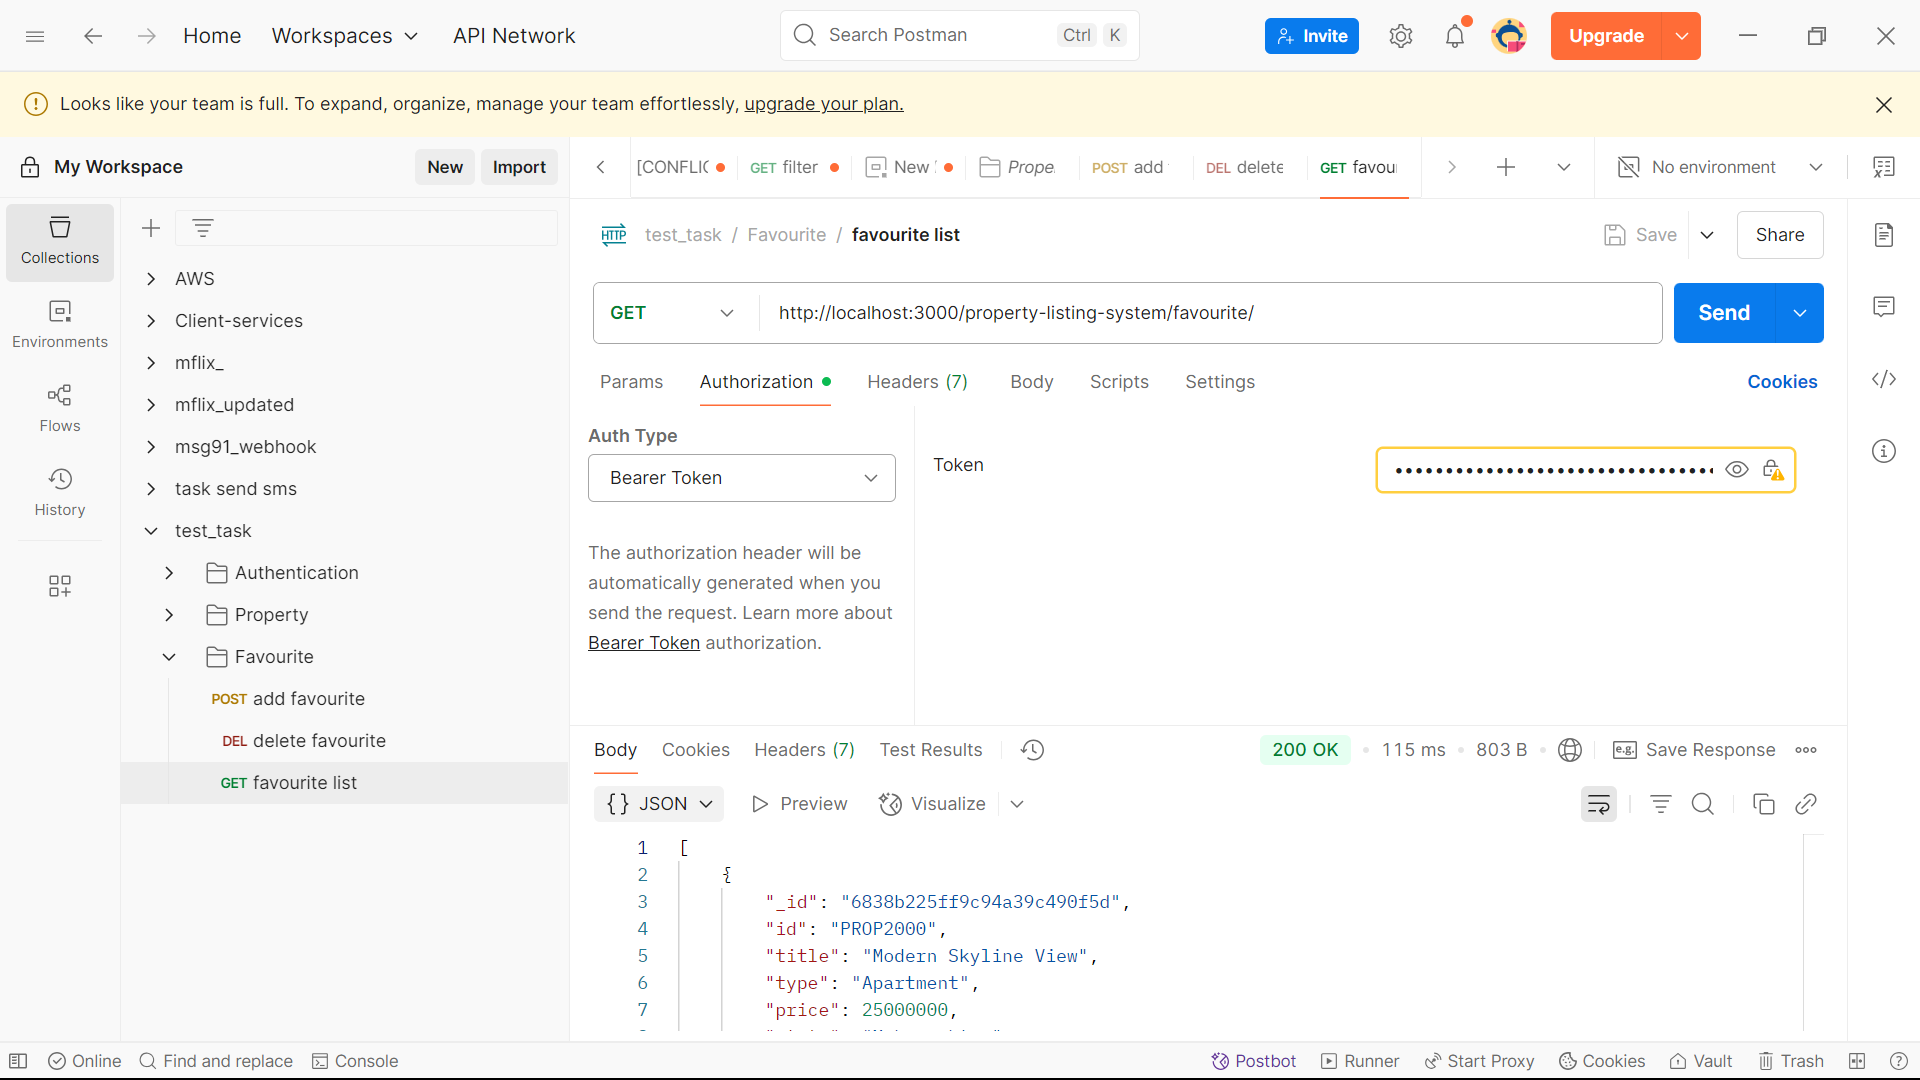 Home
Workspaces
API Network
Search Postman
Ctrl
K
Invite
Upgrade
Looks like your team is full. To expand, organize, manage your team effortlessly, upgrade your plan.
My Workspace
New
Import
[CONFLIC
GET filter
New
Prope
POST add
DEL delete
GET favou
No environment
Collections
Environments
Flows
History
AWS
Client-services
mflix_
mflix_updated
msg91_webhook
task send sms
test_task
Authentication
Property
Favourite
POST add favourite
DEL delete favourite
GET favourite list
HTTP
test_task / Favourite / favourite list
Save
Share
GET
http://localhost:3000/property-listing-system/favourite/
Send
Params
Authorization
Headers (7)
Body
Scripts
Settings
Cookies
Auth Type
Bearer Token
The authorization header will be
automatically generated when you
send the request. Learn more about
Bearer Token authorization.
Token
Body
Cookies
Headers (7)
Test Results
200 OK
115 ms
803 B
e.g.
Save Response
{} JSON
Preview
Visualize
1 [
2 {
3 "_id": "6838b225ff9c94a39c490f5d",
4 "id": "PROP2000",
5 "title": "Modern Skyline View",
6 "type": "Apartment",
7 "price": 25000000,
Online
Find and replace
Console
Postbot
Runner
Start Proxy
Cookies
Vault
Trash